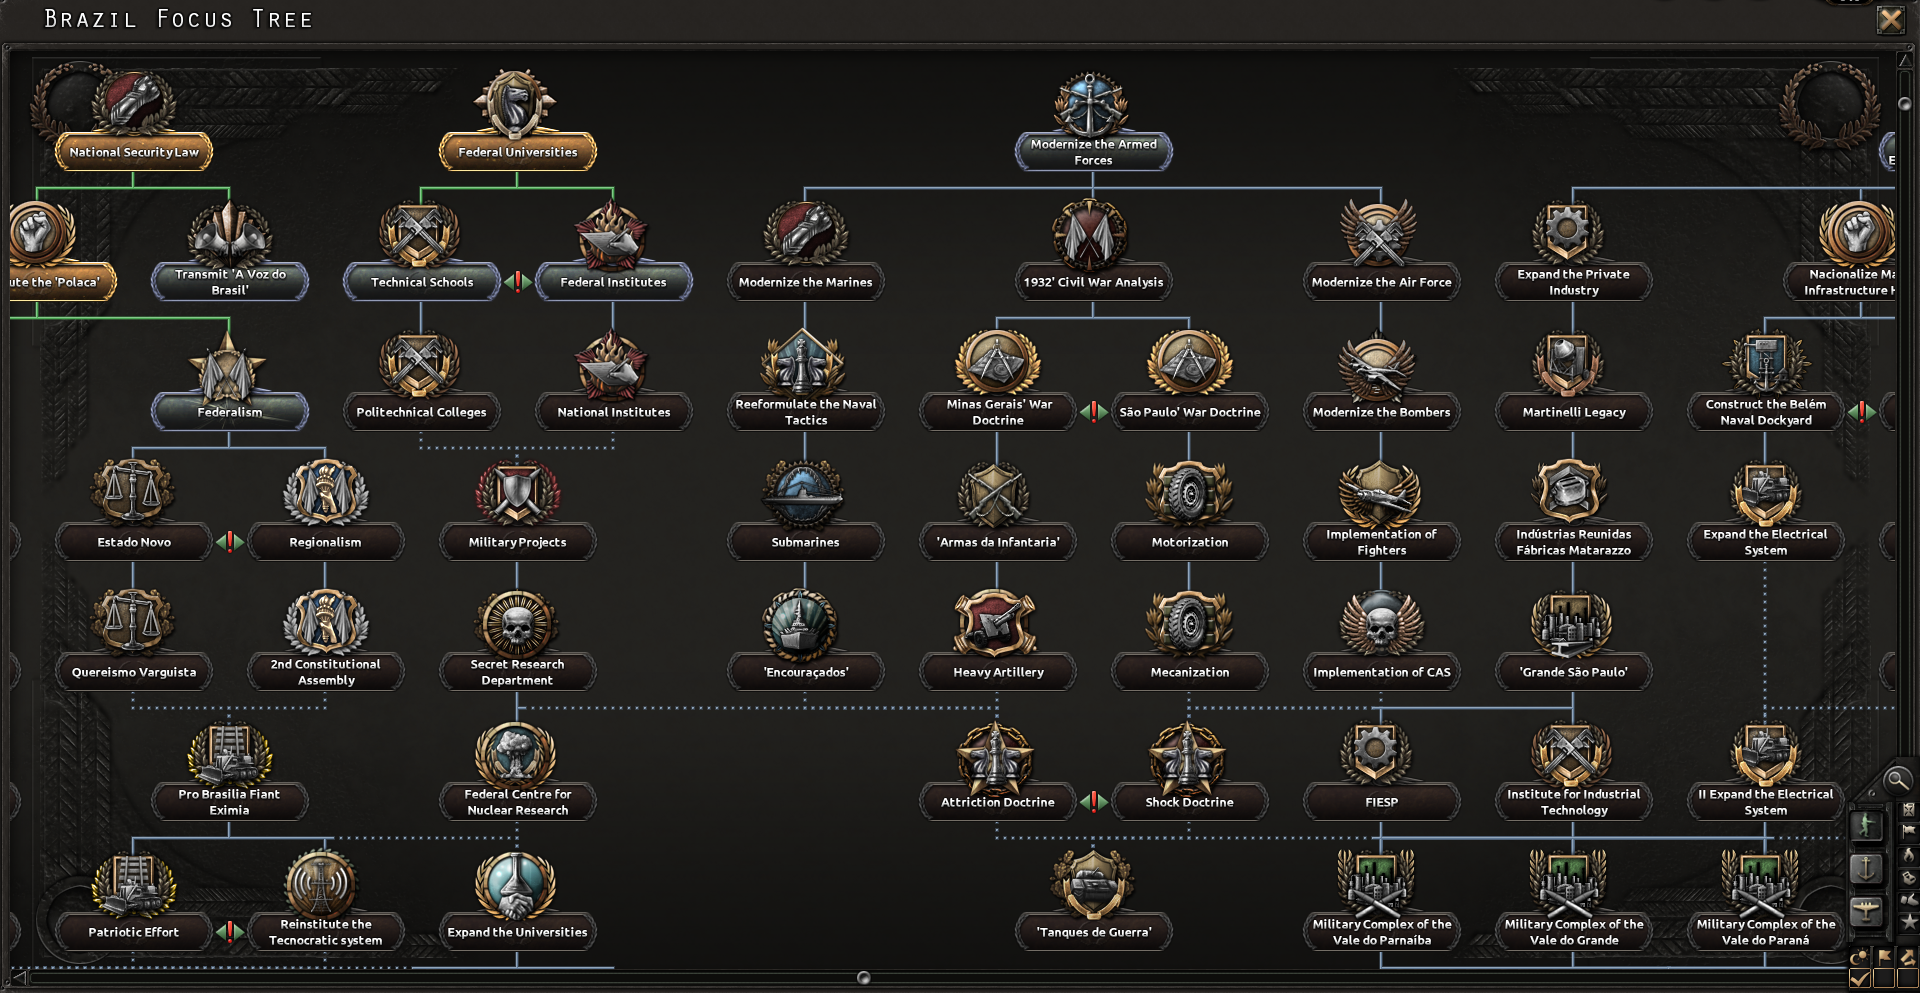 Brazil Focus Tree
National Security Law
Federal Universities
Modernize the Armed
Forces
ute the 'Polaca'
Transmit 'A Voz do
Brasil'
Technical Schools
Federal Institutes
Modernize the Marines
1932' Civil War Analysis
Modernize the Air Force
Expand the Private
Industry
Nacionalize Ma
Infrastructure H
Federalism
Politechnical Colleges
National Institutes
Reeformulate the Naval
Tactics
Minas Gerais' War
Doctrine
São Paulo' War Doctrine
Modernize the Bombers
Martinelli Legacy
Construct the Belém
Naval Dockyard
Estado Novo
Regionalism
Military Projects
Submarines
'Armas da Infantaria'
Motorization
Implementation of
Fighters
Indústrias Reunidas
Fábricas Matarazzo
Expand the Electrical
System
Quereismo Varguista
2nd Constitutional
Assembly
Secret Research
Department
'Encouraçados'
Heavy Artillery
Mecanization
Implementation of CAS
'Grande São Paulo'
Pro Brasilia Fiant
Eximia
Federal Centre for
Nuclear Research
Attriction Doctrine
Shock Doctrine
FIESP
Institute for Industrial
Technology
II Expand the Electrical
System
Patriotic Effort
Reinstitute the
Tecnocratic system
Expand the Universities
'Tanques de Guerra'
Military Complex of the
Vale do Parnaíba
Military Complex of the
Vale do Grande
Military Complex of the
Vale do Paraná